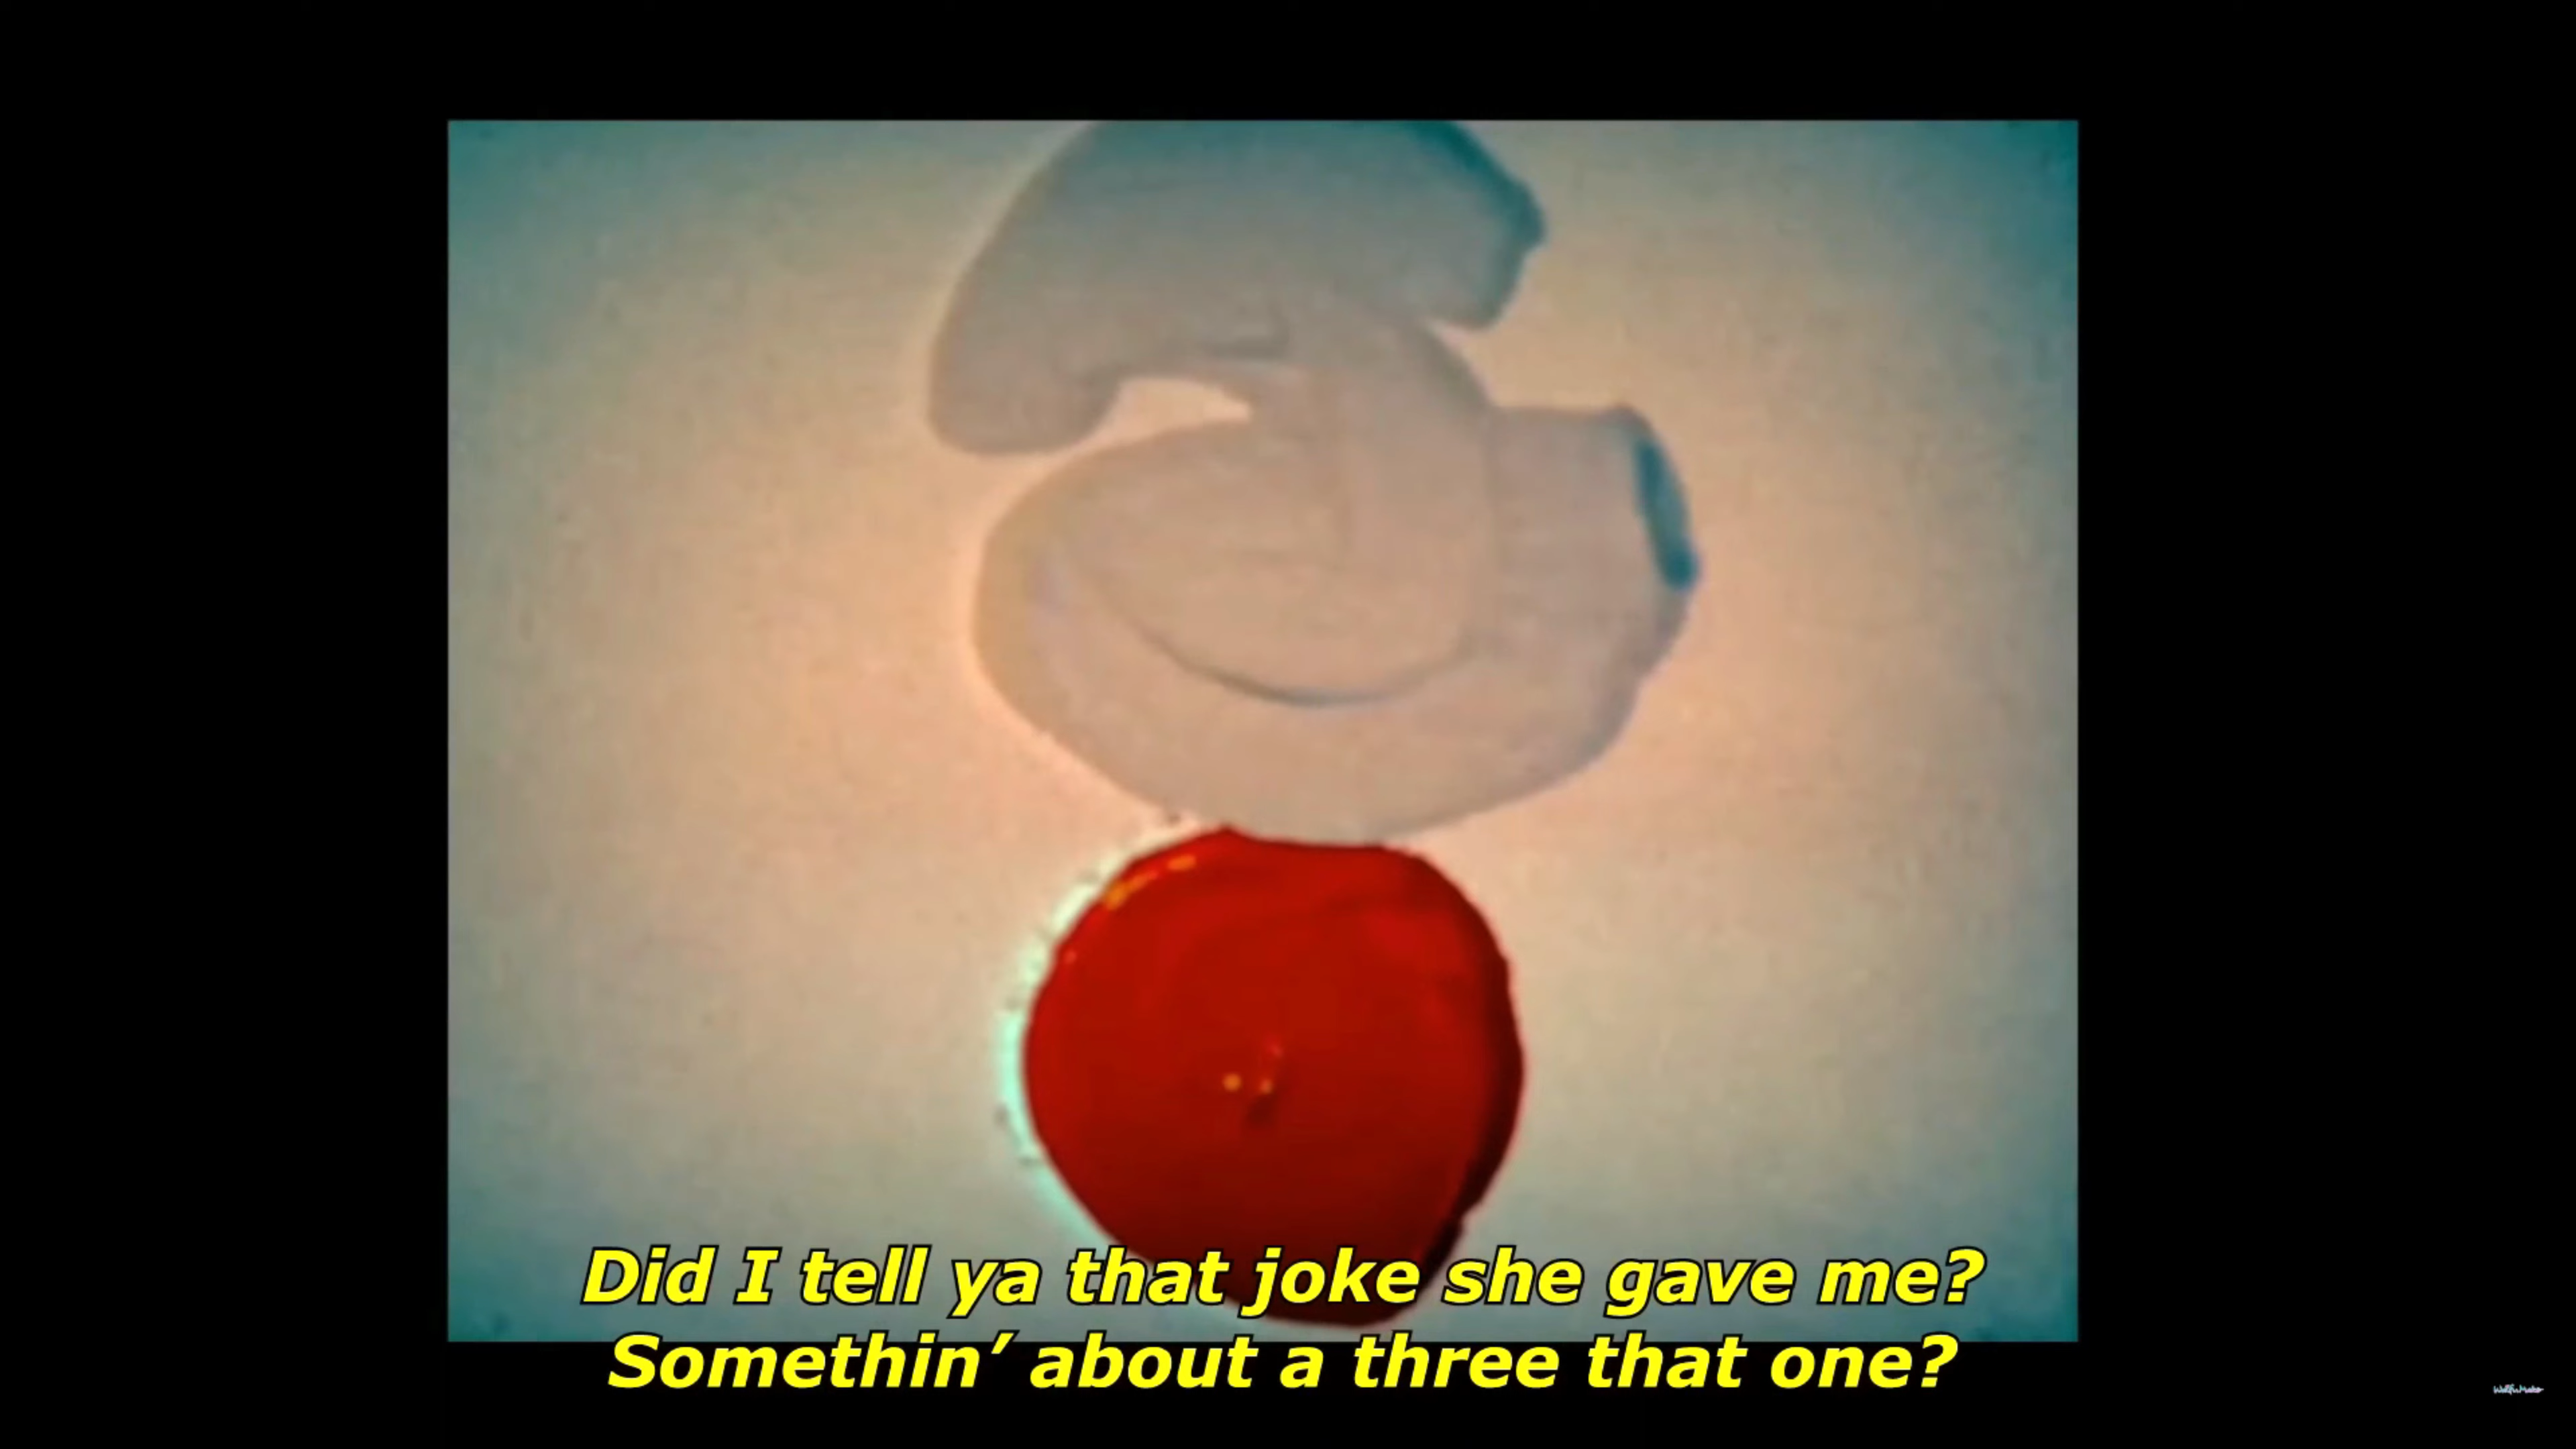 Did I tell ya that joke she gave me?
Somethin’ about a three that one?